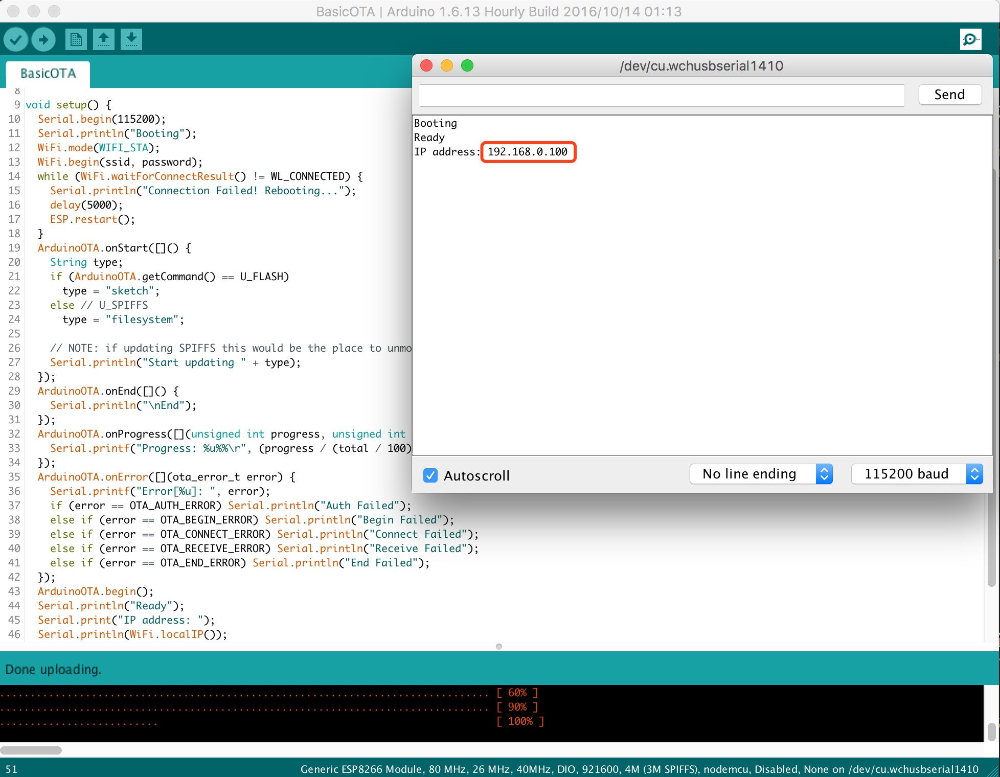 BasicOTA | Arduino 1.6.13 Hourly Build 2016/10/14 01:13
BasicOTA
8
9 void setup() {
10 Serial.begin(115200);
11 Serial.println("Booting");
12 WiFi.mode(WIFI_STA);
13 WiFi.begin(ssid, password);
14 while (WiFi.waitForConnectResult() != WL_CONNECTED) {
15 Serial.println("Connection Failed! Rebooting...");
16 delay(5000);
17 ESP.restart();
18 }
19 ArduinoOTA.onStart([]() {
20 String type;
21 if (ArduinoOTA.getCommand() == U_FLASH)
22 type = "sketch";
23 else // U_SPIFFS
24 type = "filesystem";
25
26 // NOTE: if updating SPIFFS this would be the place to unmo
27 Serial.println("Start updating " + type);
28 });
29 ArduinoOTA.onEnd([]() {
30 Serial.println("\nEnd");
31 });
32 ArduinoOTA.onProgress([](unsigned int progress, unsigned int
33 Serial.printf("Progress: %u%%\r", (progress / (total / 100)
34 });
35 ArduinoOTA.onError([](ota_error_t error) {
36 Serial.printf("Error[%u]: ", error);
37 if (error == OTA_AUTH_ERROR) Serial.println("Auth Failed");
38 else if (error == OTA_BEGIN_ERROR) Serial.println("Begin Failed");
39 else if (error == OTA_CONNECT_ERROR) Serial.println("Connect Failed");
40 else if (error == OTA_RECEIVE_ERROR) Serial.println("Receive Failed");
41 else if (error == OTA_END_ERROR) Serial.println("End Failed");
42 });
43 ArduinoOTA.begin();
44 Serial.println("Ready");
45 Serial.print("IP address: ");
46 Serial.println(WiFi.localIP());
/dev/cu.wchusbserial1410
Send
Booting
Ready
IP address: 192.168.0.100
Autoscroll
No line ending
115200 baud
Done uploading.
................................................................................ [ 60% ]
................................................................................ [ 90% ]
.......................... [ 100% ]
51
Generic ESP8266 Module, 80 MHz, 26 MHz, 40MHz, DIO, 921600, 4M (3M SPIFFS), nodemcu, Disabled, None on /dev/cu.wchusbserial1410